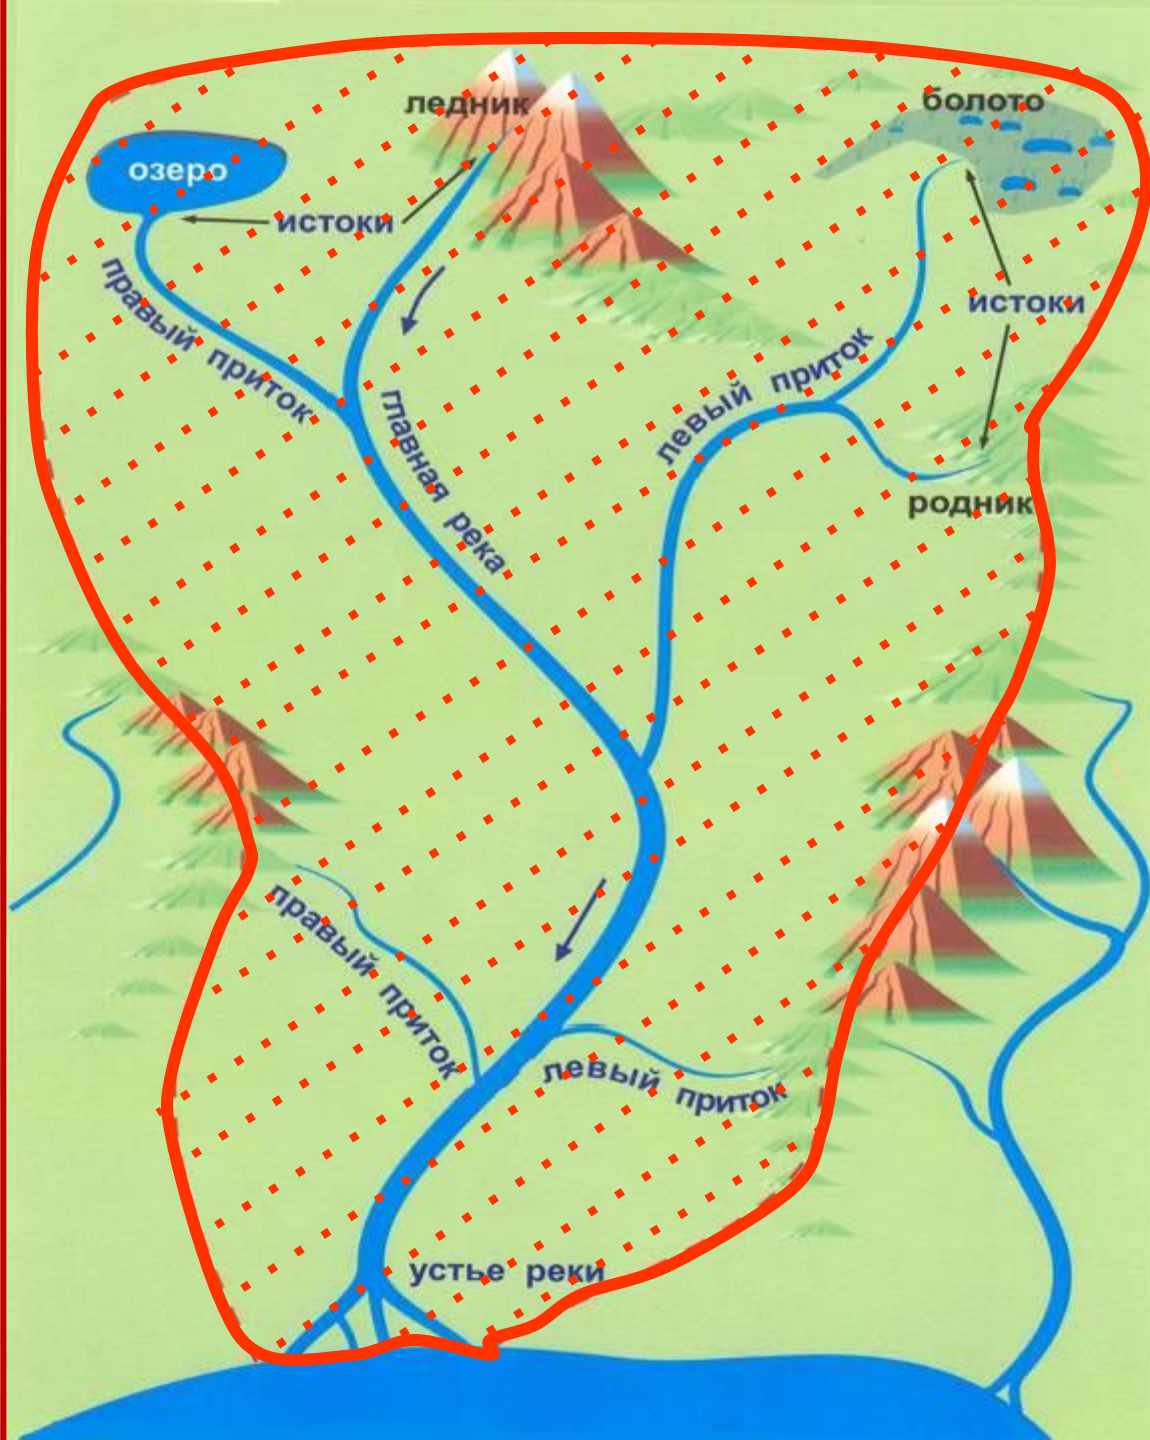 ледник
болото
озеро
истоки
истоки
правый приток
левый приток
главная река
родник
правый приток
левый приток
устье реки